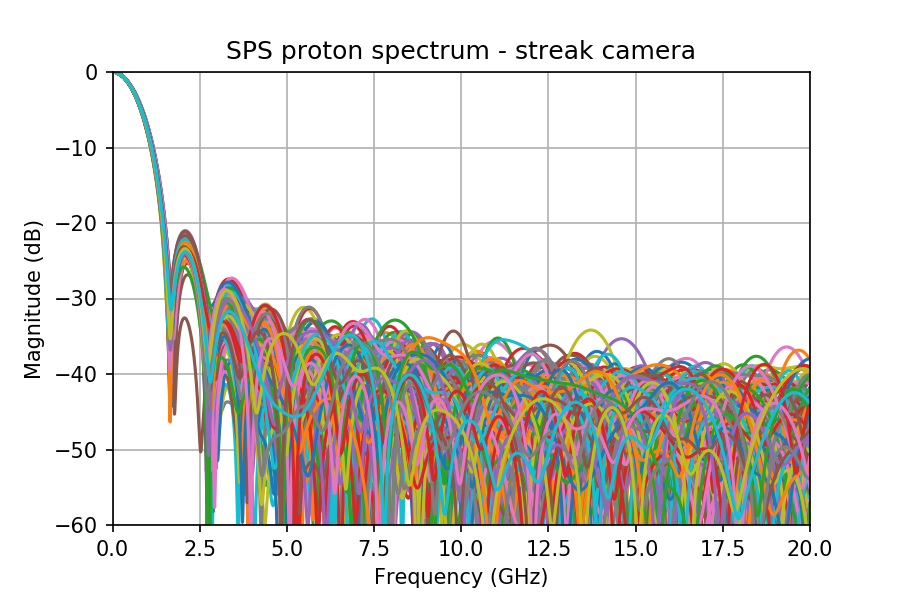 SPS proton spectrum - streak camera
Magnitude (dB)
0
−10
−20
−30
−40
−50
−60
0.0 2.5 5.0 7.5 10.0 12.5 15.0 17.5 20.0
Frequency (GHz)